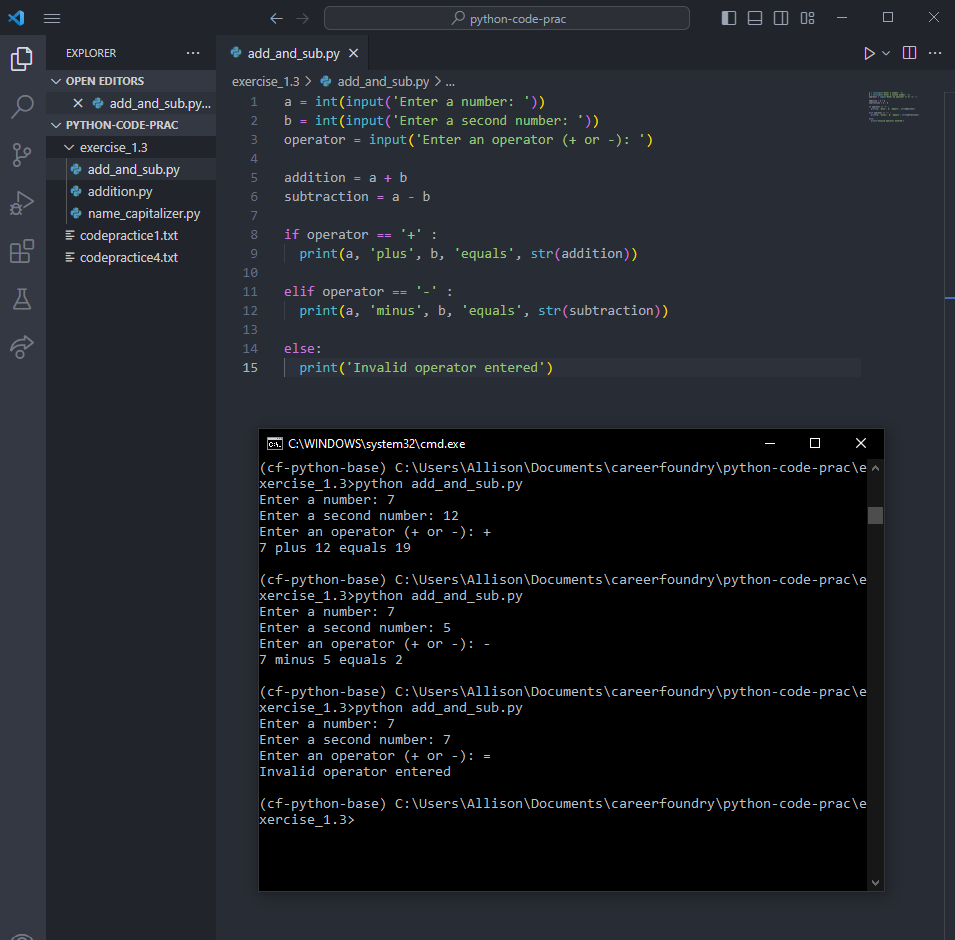 python-code-prac
EXPLORER
OPEN EDITORS
add_and_sub.py...
PYTHON-CODE-PRAC
exercise_1.3
add_and_sub.py
addition.py
name_capitalizer.py
codepractice1.txt
codepractice4.txt
add_and_sub.py
exercise_1.3 > add_and_sub.py > ...
1 a = int(input('Enter a number: '))
2 b = int(input('Enter a second number: '))
3 operator = input('Enter an operator (+ or -): ')
4
5 addition = a + b
6 subtraction = a - b
7
8 if operator == '+' :
9 print(a, 'plus', b, 'equals', str(addition))
10
11 elif operator == '-' :
12 print(a, 'minus', b, 'equals', str(subtraction))
13
14 else:
15 print('Invalid operator entered')
C:\WINDOWS\system32\cmd.exe
(cf-python-base) C:\Users\Allison\Documents\careerfoundry\python-code-prac\e
xercise_1.3>python add_and_sub.py
Enter a number: 7
Enter a second number: 12
Enter an operator (+ or -): +
7 plus 12 equals 19
(cf-python-base) C:\Users\Allison\Documents\careerfoundry\python-code-prac\e
xercise_1.3>python add_and_sub.py
Enter a number: 7
Enter a second number: 5
Enter an operator (+ or -): -
7 minus 5 equals 2
(cf-python-base) C:\Users\Allison\Documents\careerfoundry\python-code-prac\e
xercise_1.3>python add_and_sub.py
Enter a number: 7
Enter a second number: 7
Enter an operator (+ or -): =
Invalid operator entered
(cf-python-base) C:\Users\Allison\Documents\careerfoundry\python-code-prac\e
xercise_1.3>